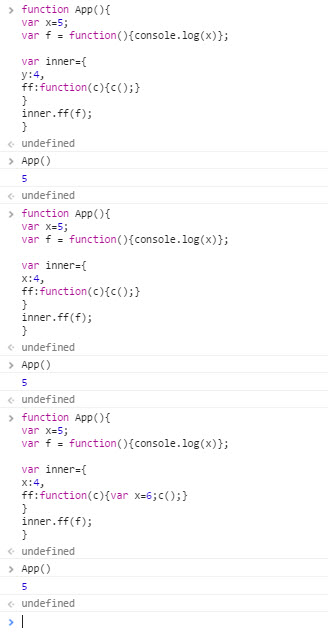 function App(){
var x=5;
var f = function(){console.log(x)};
var inner={
y:4,
ff:function(c){c();}
}
inner.ff(f);
}
undefined
App()
5
undefined
function App(){
var x=5;
var f = function(){console.log(x)};
var inner={
x:4,
ff:function(c){c();}
}
inner.ff(f);
}
undefined
App()
5
undefined
function App(){
var x=5;
var f = function(){console.log(x)};
var inner={
x:4,
ff:function(c){var x=6;c();}
}
inner.ff(f);
}
undefined
App()
5
undefined